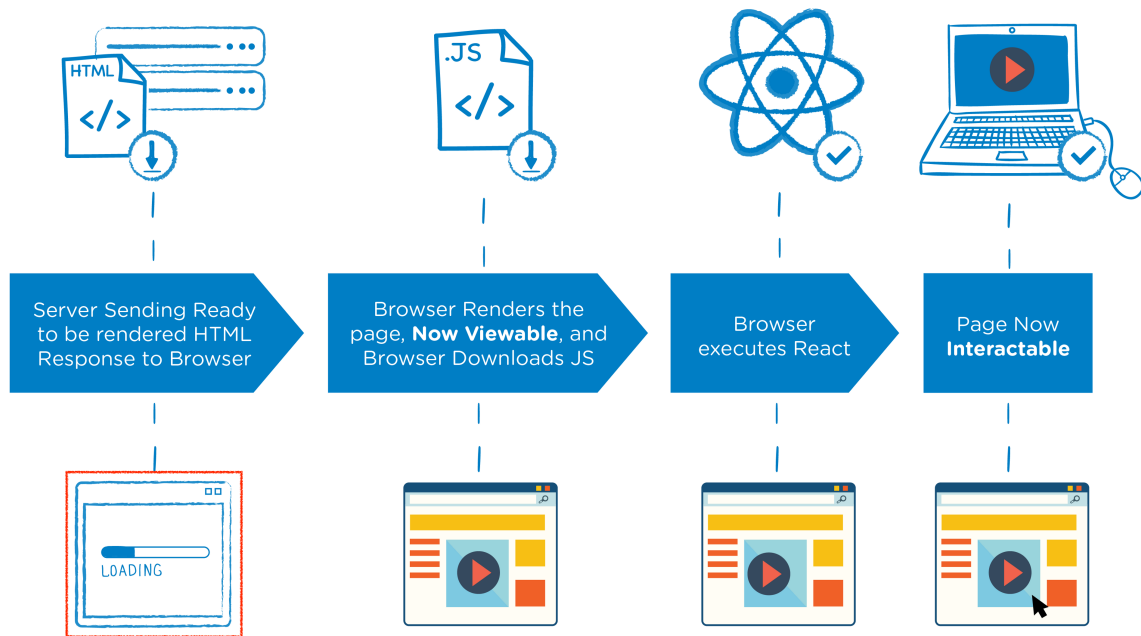 HTML
</>
.JS
</>
Server Sending Ready
to be rendered HTML
Response to Browser
Browser Renders the
page, Now Viewable, and
Browser Downloads JS
Browser
executes React
Page Now
Interactable
LOADING